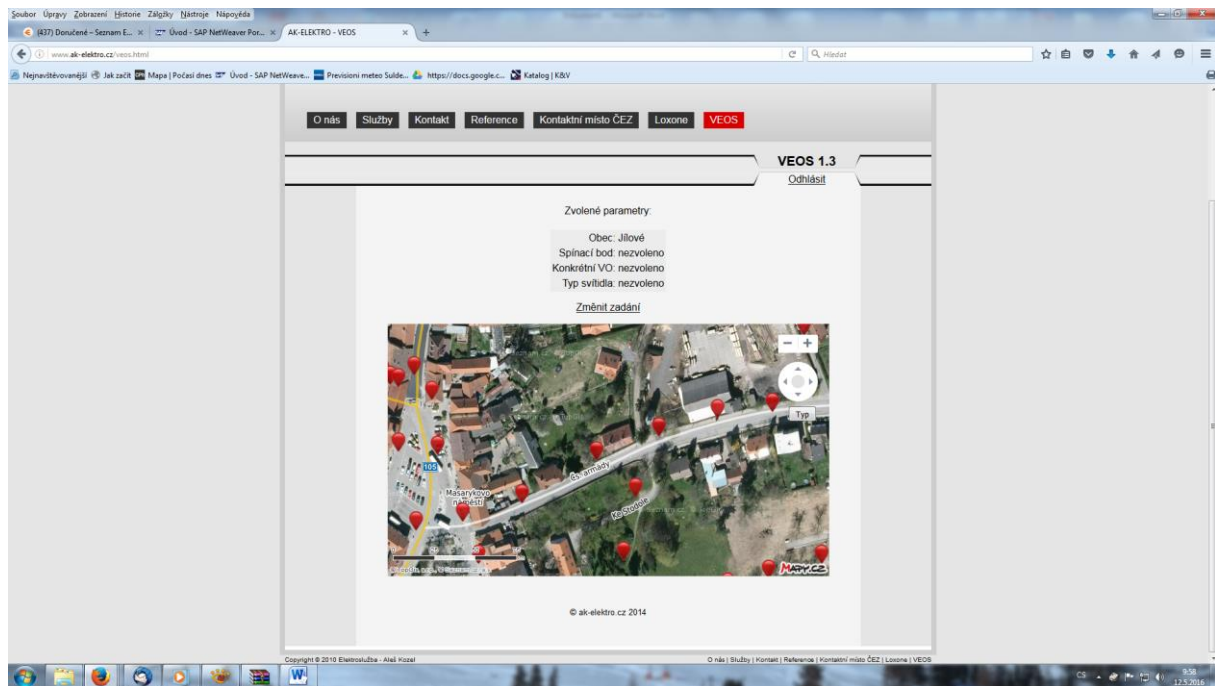 Soubor Úpravy Zobrazení Historie Záložky Nástroje Nápověda
(437) Doručené – Seznam E... × Úvod - SAP NetWeaver Por... × AK-ELEKTRO - VEOS × +
www.ak-elektro.cz/veos.html Hledat
Nejnavštěvovanější Jak začít Mapa | Počasí dnes Úvod - SAP NetWeave... Previsioni meteo Sulde... https://docs.google.c... Katalog | K&V
O nás Služby Kontakt Reference Kontaktní místo ČEZ Loxone VEOS
VEOS 1.3
Odhlásit
Zvolené parametry:
Obec: Jílové
Spínací bod: nezvoleno
Konkrétní VO: nezvoleno
Typ svítidla: nezvoleno
Změnit zadání
Typ
105
Čs. armády
Masarykovo
náměstí
Ke Stodole
MAPY.CZ
© ak-elektro.cz 2014
Copyright © 2010 Elektroslužba - Aleš Kozel O nás | Služby | Kontakt | Reference | Kontaktní místo ČEZ | Loxone | VEOS
CS 9:58
12.5.2016